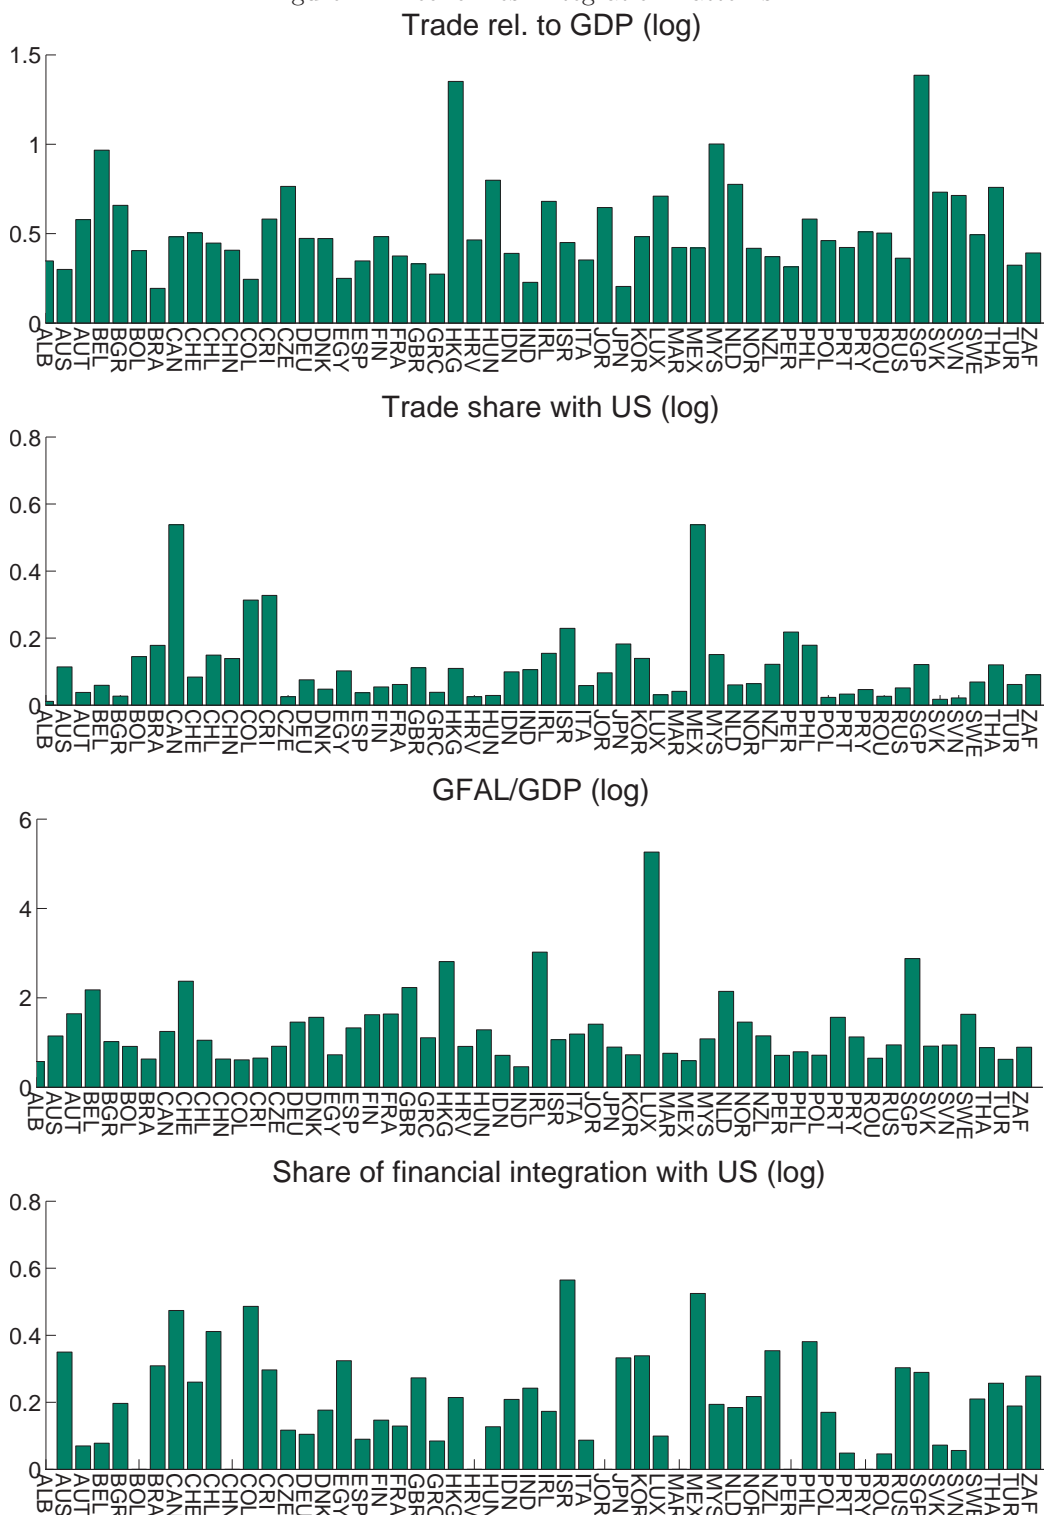 Trade rel. to GDP (log)
1.5
1
0.5
0
ALB AUS AUT BEL BGR BOL BRA CAN CHE CHL CHN COL CRI CZE DEU DNK EGY ESP FIN FRA GBR GRC HKG HRV HUN IDN IND IRL ISR ITA JOR JPN KOR LUX MAR MEX MYS NLD NOR NZL PER PHL POL PRT PRY ROU RUS SGP SVK SVN SWE THA TUR ZAF
Trade share with US (log)
0.8
0.6
0.4
0.2
0
ALB AUS AUT BEL BGR BOL BRA CAN CHE CHL CHN COL CRI CZE DEU DNK EGY ESP FIN FRA GBR GRC HKG HRV HUN IDN IND IRL ISR ITA JOR JPN KOR LUX MAR MEX MYS NLD NOR NZL PER PHL POL PRT PRY ROU RUS SGP SVK SVN SWE THA TUR ZAF
GFAL/GDP (log)
6
4
2
0
ALB AUS AUT BEL BGR BOL BRA CAN CHE CHL CHN COL CRI CZE DEU DNK EGY ESP FIN FRA GBR GRC HKG HRV HUN IDN IND IRL ISR ITA JOR JPN KOR LUX MAR MEX MYS NLD NOR NZL PER PHL POL PRT PRY ROU RUS SGP SVK SVN SWE THA TUR ZAF
Share of financial integration with US (log)
0.8
0.6
0.4
0.2
0
ALB AUS AUT BEL BGR BOL BRA CAN CHE CHL CHN COL CRI CZE DEU DNK EGY ESP FIN FRA GBR GRC HKG HRV HUN IDN IND IRL ISR ITA JOR JPN KOR LUX MAR MEX MYS NLD NOR NZL PER PHL POL PRT PRY ROU RUS SGP SVK SVN SWE THA TUR ZAF